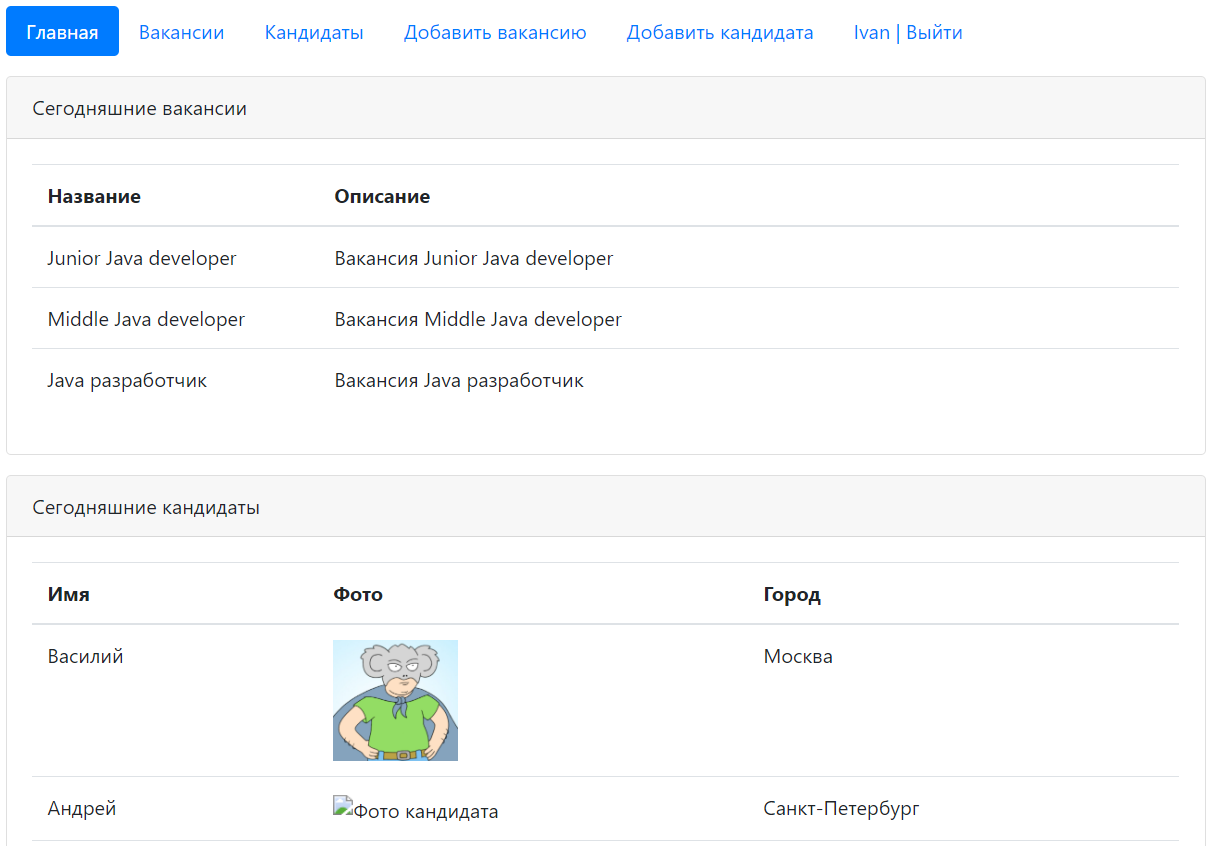 Главная Вакансии Кандидаты Добавить вакансию Добавить кандидата Ivan | Выйти
Сегодняшние вакансии
Название Описание
Junior Java developer Вакансия Junior Java developer
Middle Java developer Вакансия Middle Java developer
Java разработчик Вакансия Java разработчик
Сегодняшние кандидаты
Имя Фото Город
Василий Москва
Андрей Фото кандидата Санкт-Петербург